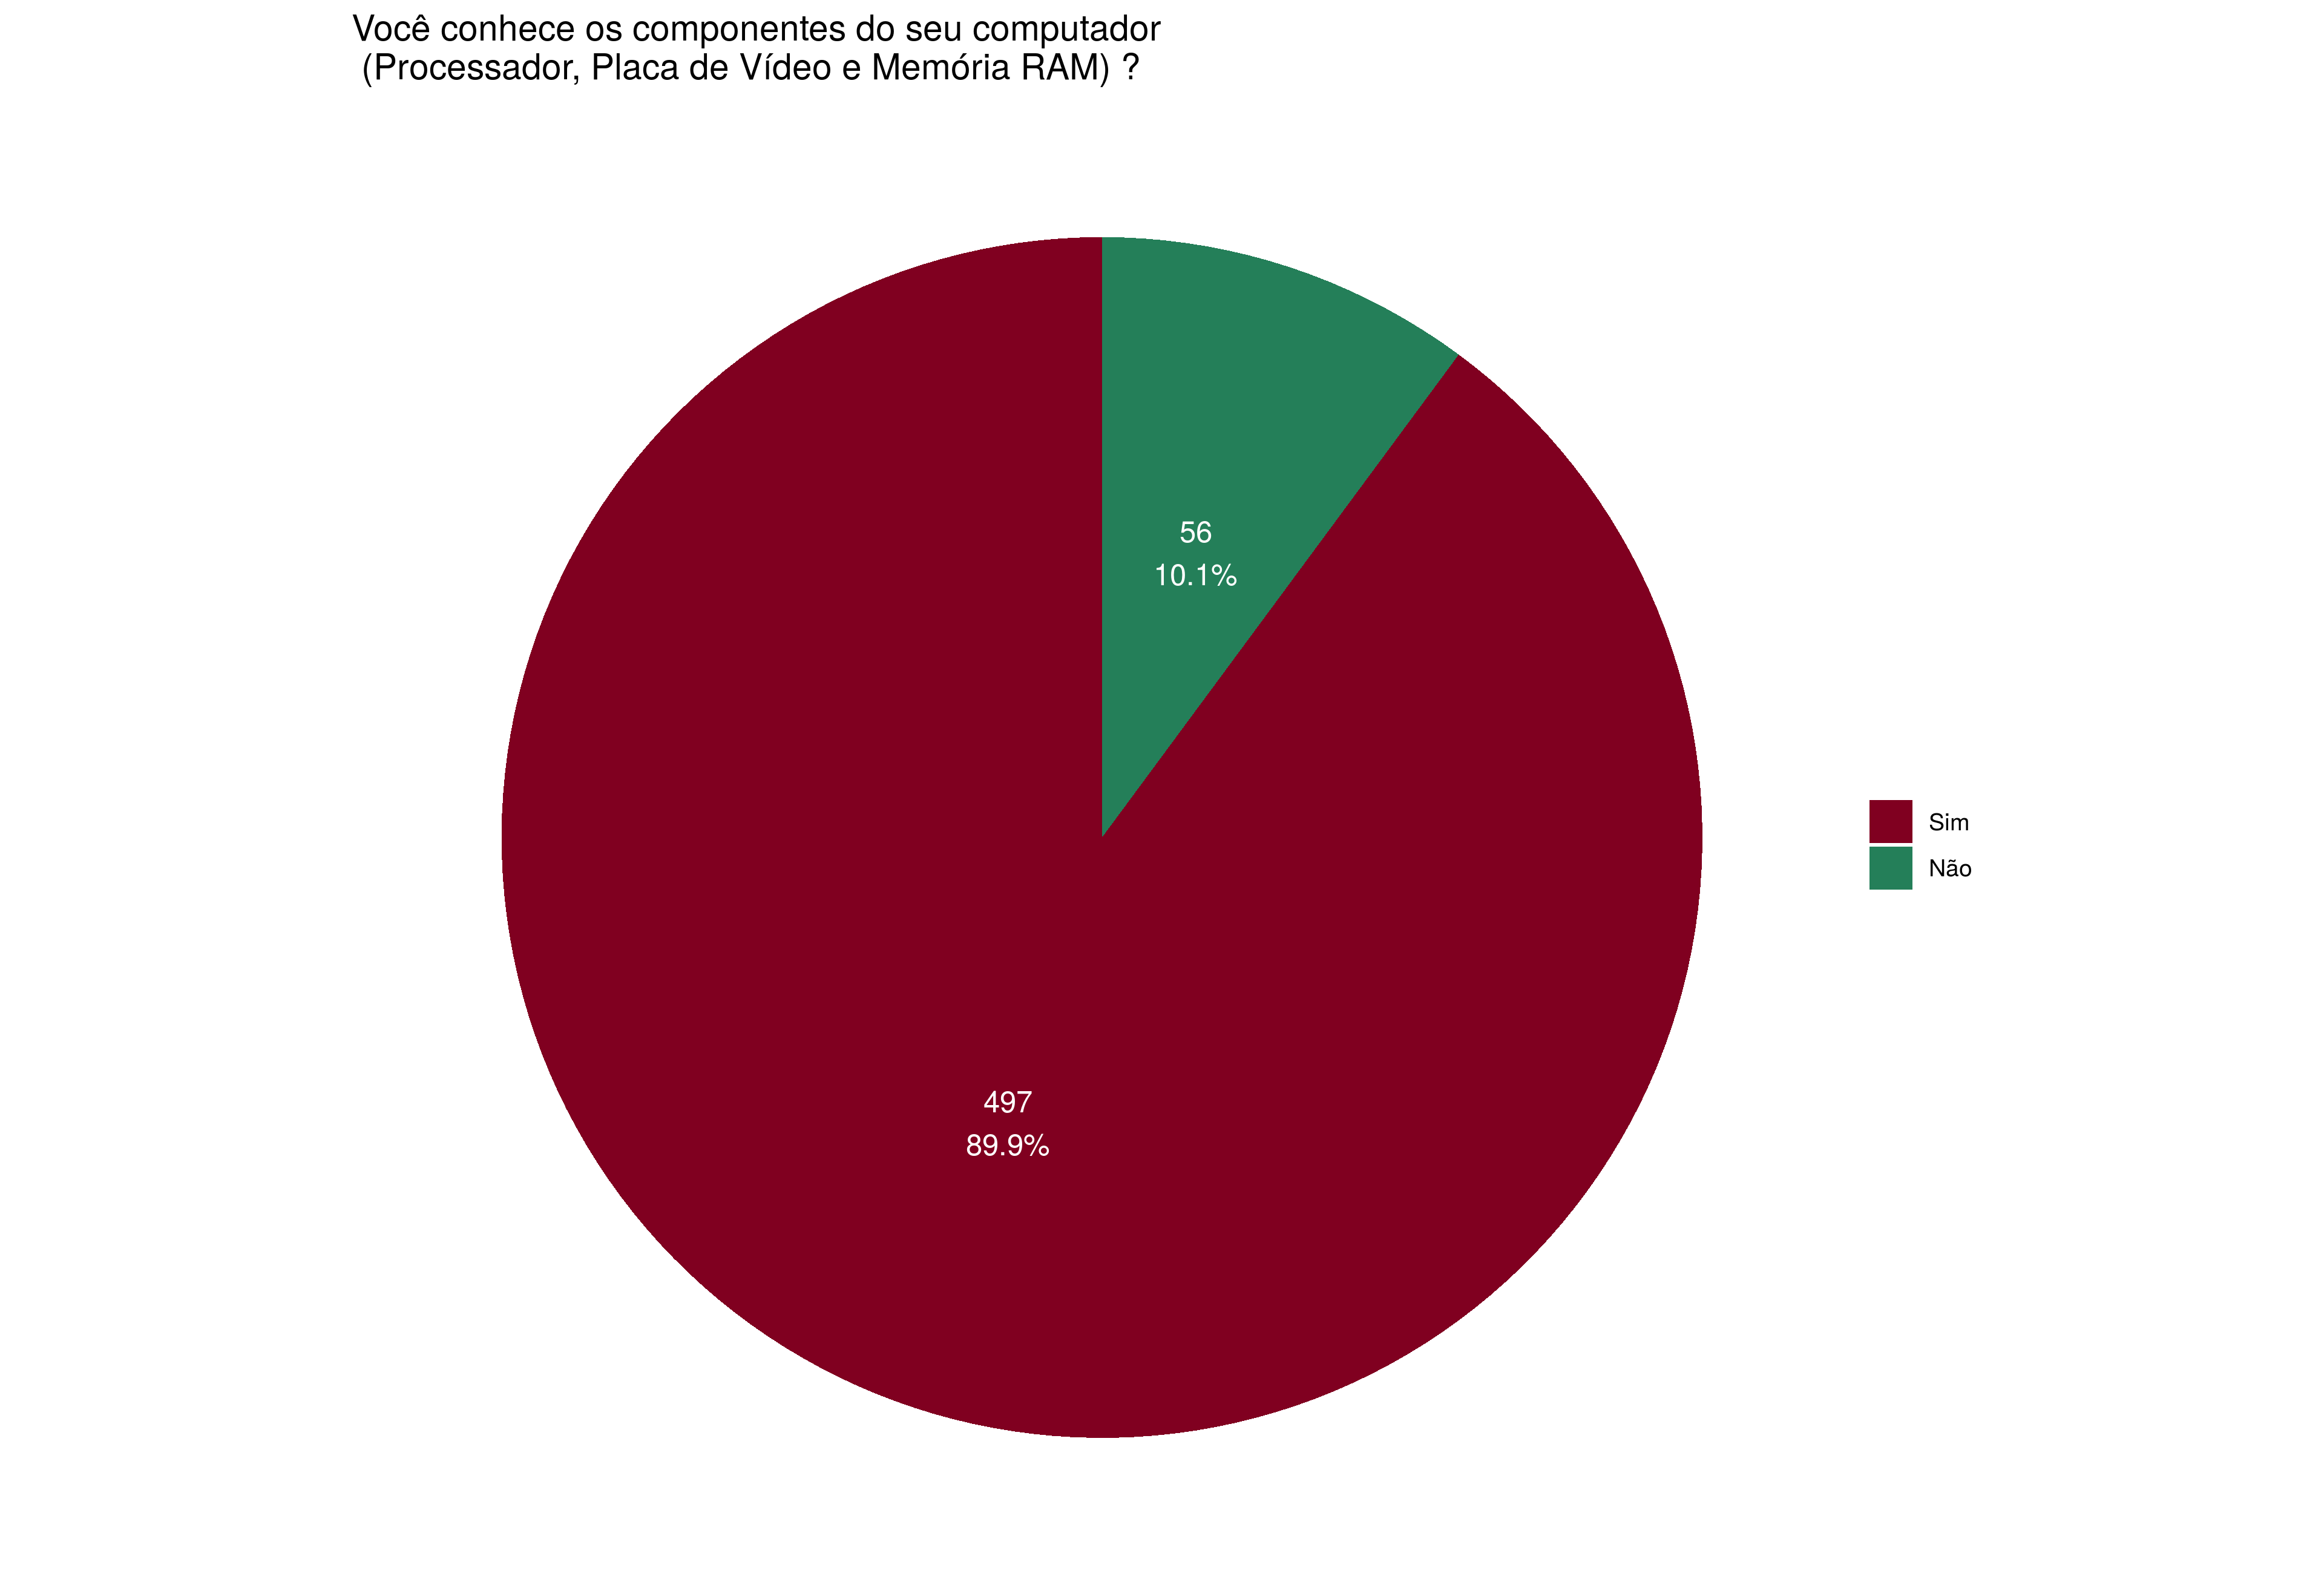 Você conhece os componentes do seu computador
(Processador, Placa de Vídeo e Memória RAM) ?
56
10.1%
497
89.9%
Sim
Não